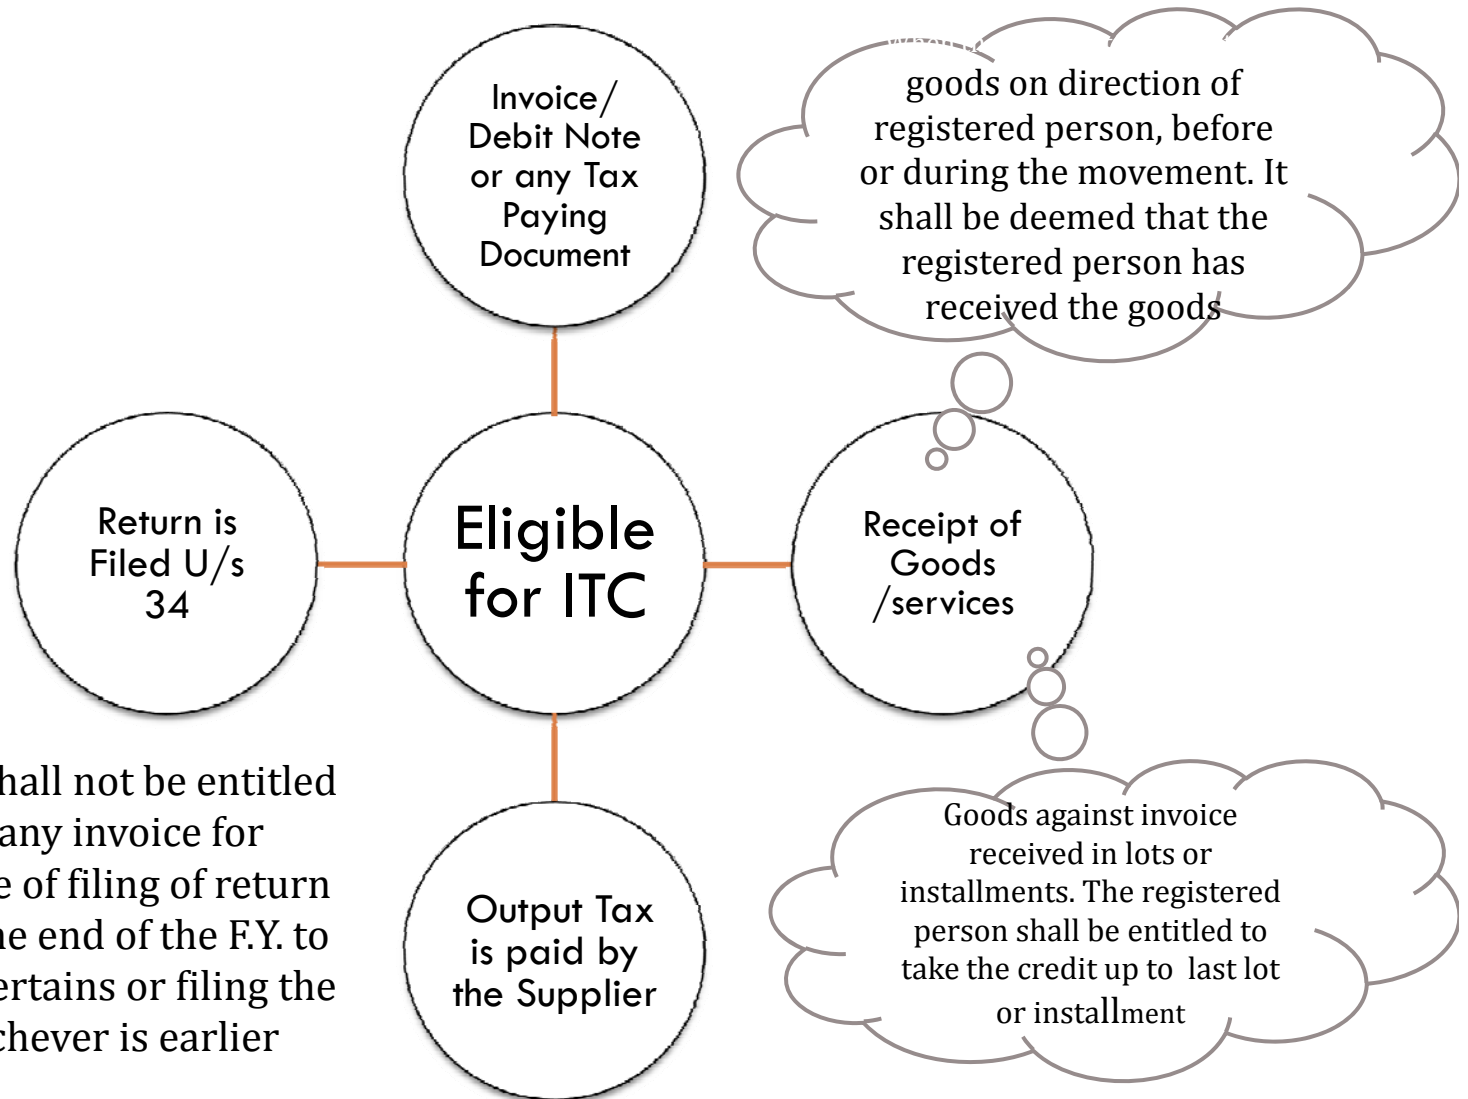 Invoice/
Debit Note
or any Tax
Paying
Document
goods on direction of
registered person, before
or during the movement. It
shall be deemed that the
registered person has
received the goods
Return is
Filed U/s
34
Eligible
for ITC
Receipt of
Goods
/services
hall not be entitled
any invoice for
e of filing of return
he end of the F.Y. to
ertains or filing the
chever is earlier
Output Tax
is paid by
the Supplier
Goods against invoice
received in lots or
installments. The registered
person shall be entitled to
take the credit up to last lot
or installment